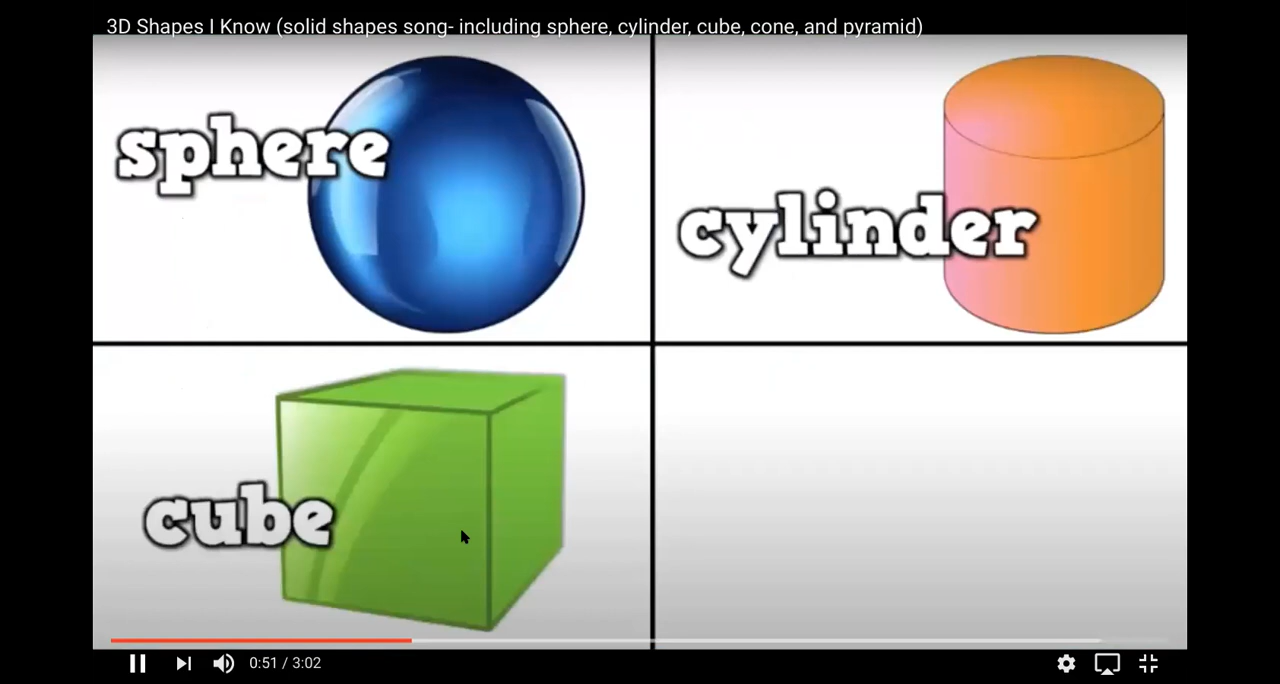 3D Shapes I Know (solid shapes song- including sphere, cylinder, cube, cone, and pyramid)
sphere
cylinder
cube
0:51 / 3:02